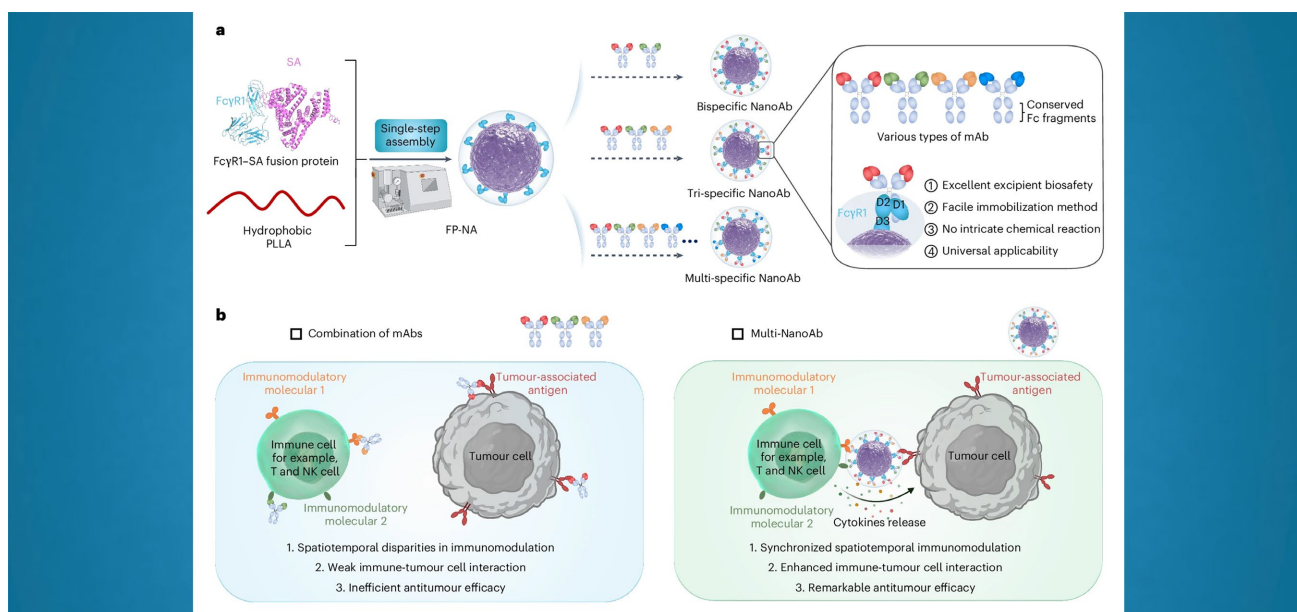 a
SA
FcγR1
FcγR1–SA fusion protein
Hydrophobic
PLLA
Single-step
assembly
FP-NA
Bispecific NanoAb
Tri-specific NanoAb
Multi-specific NanoAb
Conserved
Fc fragments
Various types of mAb
FcγR1
D2
D1
D3
① Excellent excipient biosafety
② Facile immobilization method
③ No intricate chemical reaction
④ Universal applicability
b
Combination of mAbs
Immunomodulatory
molecular 1
Tumour-associated
antigen
Immune cell
for example,
T and NK cell
Tumour cell
Immunomodulatory
molecular 2
1. Spatiotemporal disparities in immunomodulation
2. Weak immune-tumour cell interaction
3. Inefficient antitumour efficacy
Multi-NanoAb
Immunomodulatory
molecular 1
Tumour-associated
antigen
Immune cell
for example,
T and NK cell
Tumour cell
Immunomodulatory
molecular 2
Cytokines release
1. Synchronized spatiotemporal immunomodulation
2. Enhanced immune-tumour cell interaction
3. Remarkable antitumour efficacy